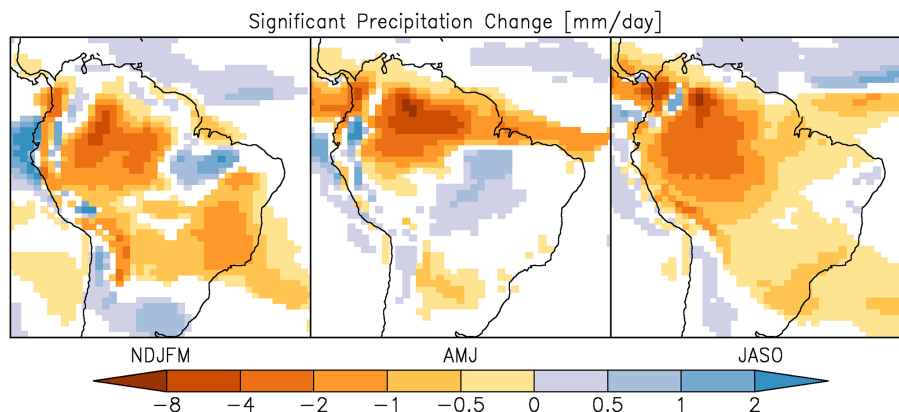 Significant Precipitation Change [mm/day]
NDJFM AMJ JASO
−8 −4 −2 −1 −0.5 0 0.5 1 2